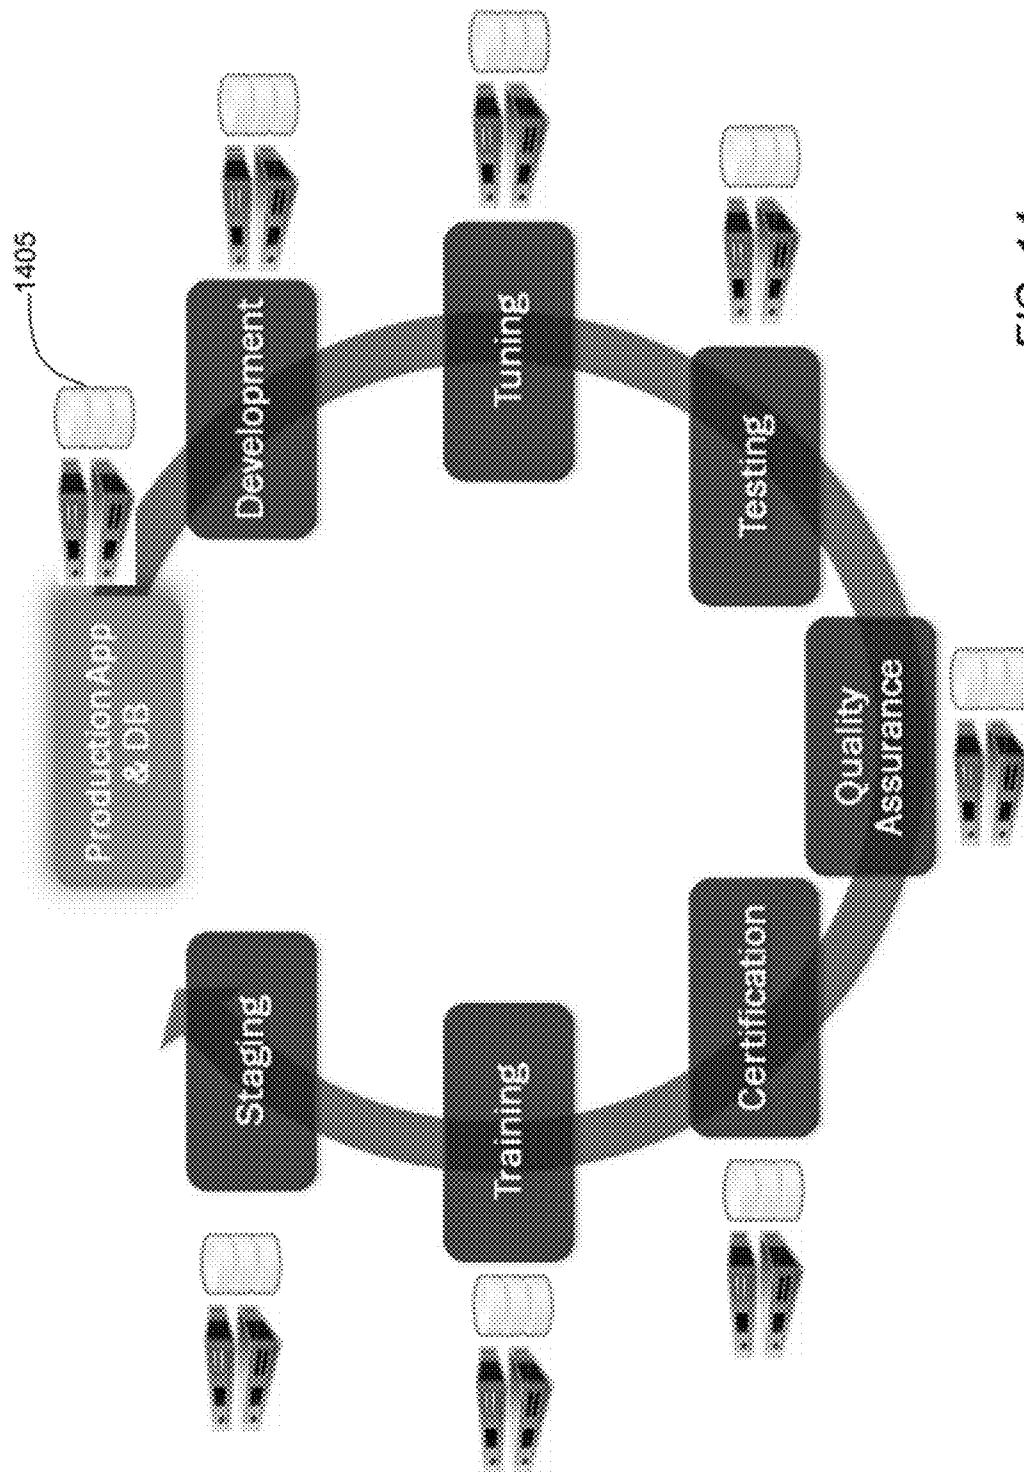 1405
Production App
& DB
Staging
Development
Training
Tuning
Certification
Testing
Quality
Assurance